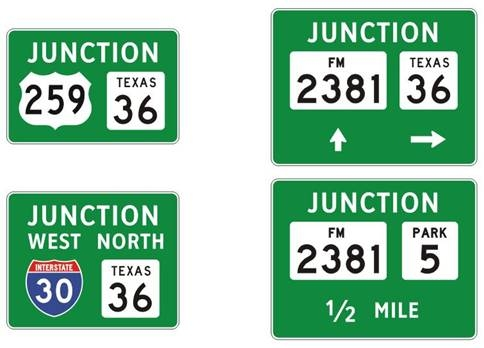 JUNCTION
259 TEXAS 36
JUNCTION
FM 2381 TEXAS 36
JUNCTION
WEST NORTH
INTERSTATE 30 TEXAS 36
JUNCTION
FM 2381 PARK 5
1/2 MILE